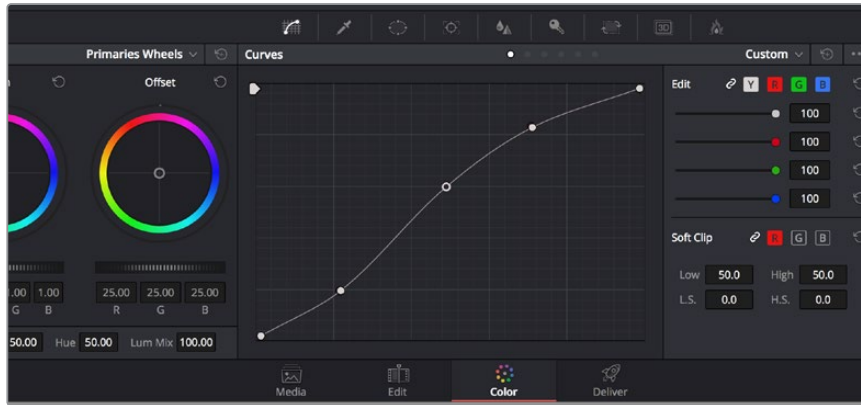 Primaries Wheels
Curves
Custom
Offset
Edit Y R G B
100
100
100
100
Soft Clip R G B
Low 50.0 High 50.0
L.S. 0.0 H.S. 0.0
1.00 25.00 25.00 25.00
G B R G B
50.00 Hue 50.00 Lum Mix 100.00
3D
Media Edit Color Deliver